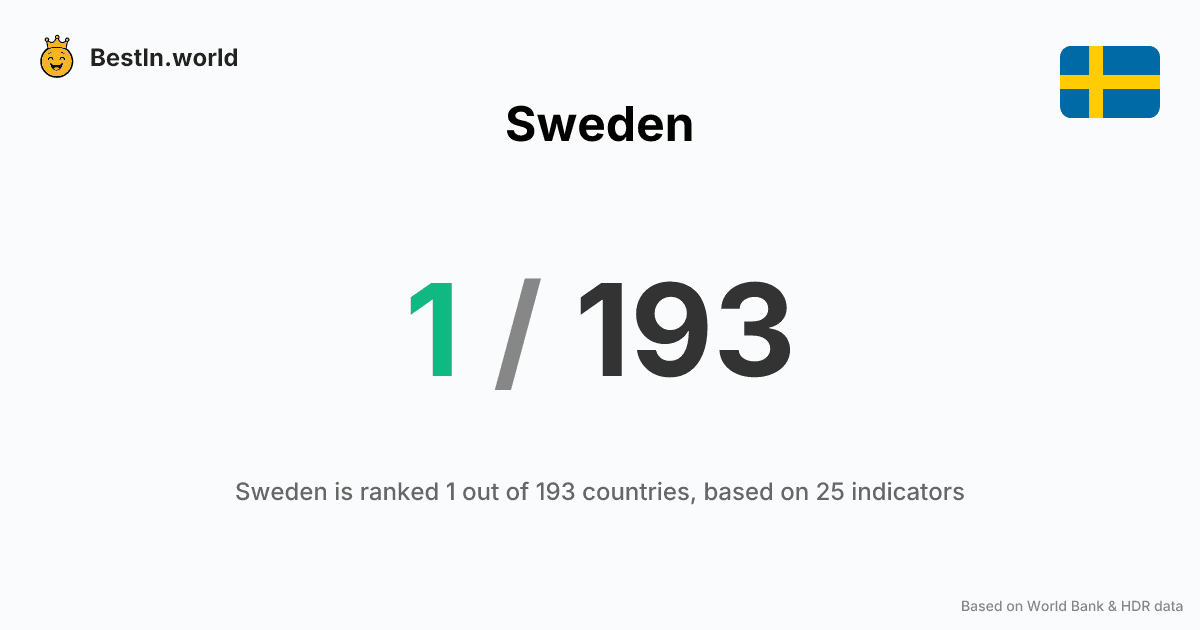 BestIn.world
Sweden
1 / 193
Sweden is ranked 1 out of 193 countries, based on 25 indicators
Based on World Bank & HDR data